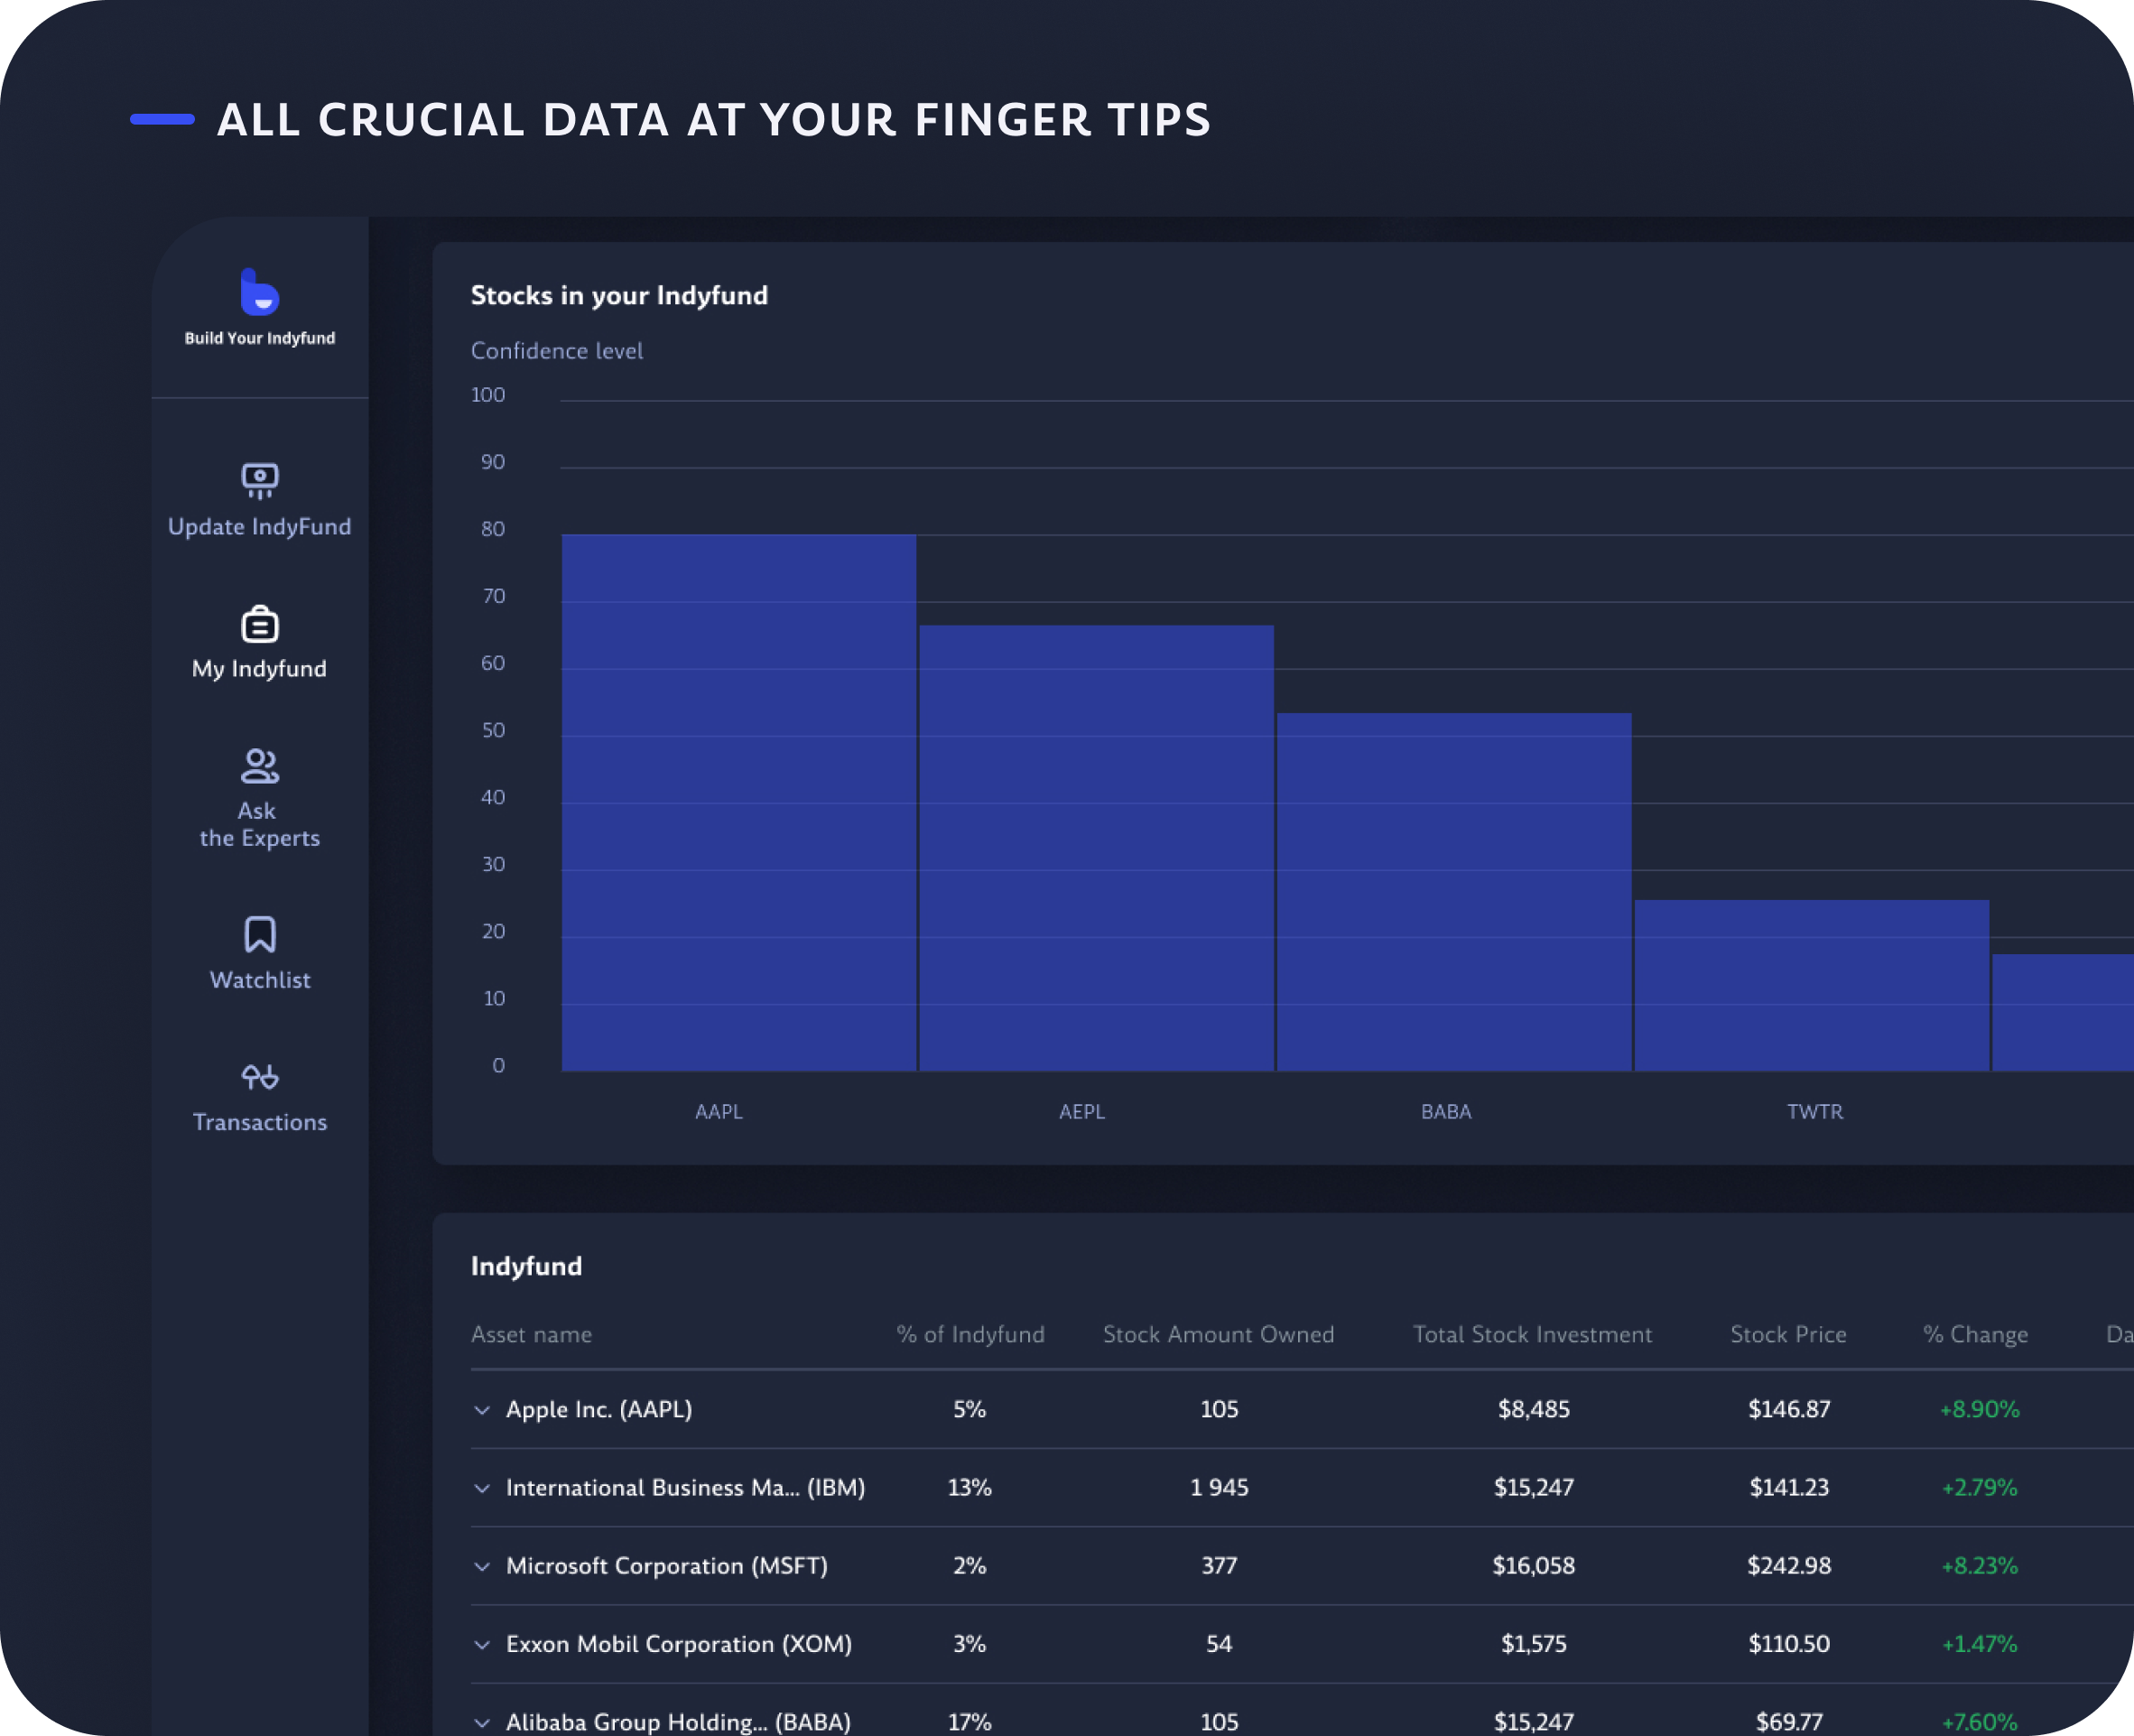 ALL CRUCIAL DATA AT YOUR FINGER TIPS
Build Your Indyfund
Update IndyFund
My Indyfund
Ask
the Experts
Watchlist
Transactions
Stocks in your Indyfund
Confidence level
100
90
80
70
60
50
40
30
20
10
0
AAPL AEPL BABA TWTR
Indyfund
Asset name % of Indyfund Stock Amount Owned Total Stock Investment Stock Price % Change Da
Apple Inc. (AAPL) 5% 105 $8,485 $146.87 +8.90%
International Business Ma... (IBM) 13% 1 945 $15,247 $141.23 +2.79%
Microsoft Corporation (MSFT) 2% 377 $16,058 $242.98 +8.23%
Exxon Mobil Corporation (XOM) 3% 54 $1,575 $110.50 +1.47%
Alibaba Group Holding... (BABA) 17% 105 $15,247 $69.77 +7.60%